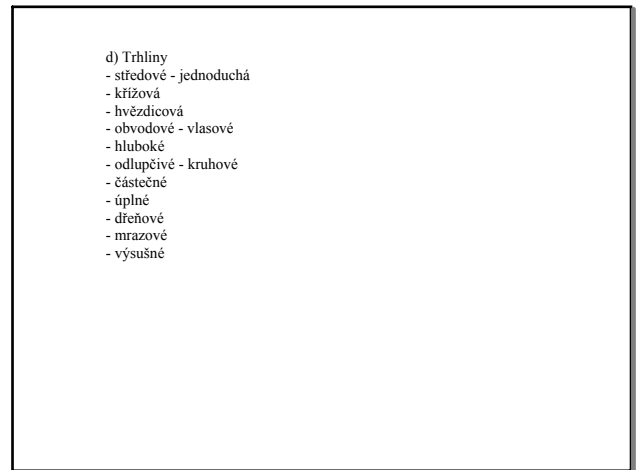 d) Trhliny
- středové - jednoduchá
- křížová
- hvězdicová
- obvodové - vlasové
- hluboké
- odlupčivé - kruhové
- částečné
- úplné
- dřeňové
- mrazové
- výsušné